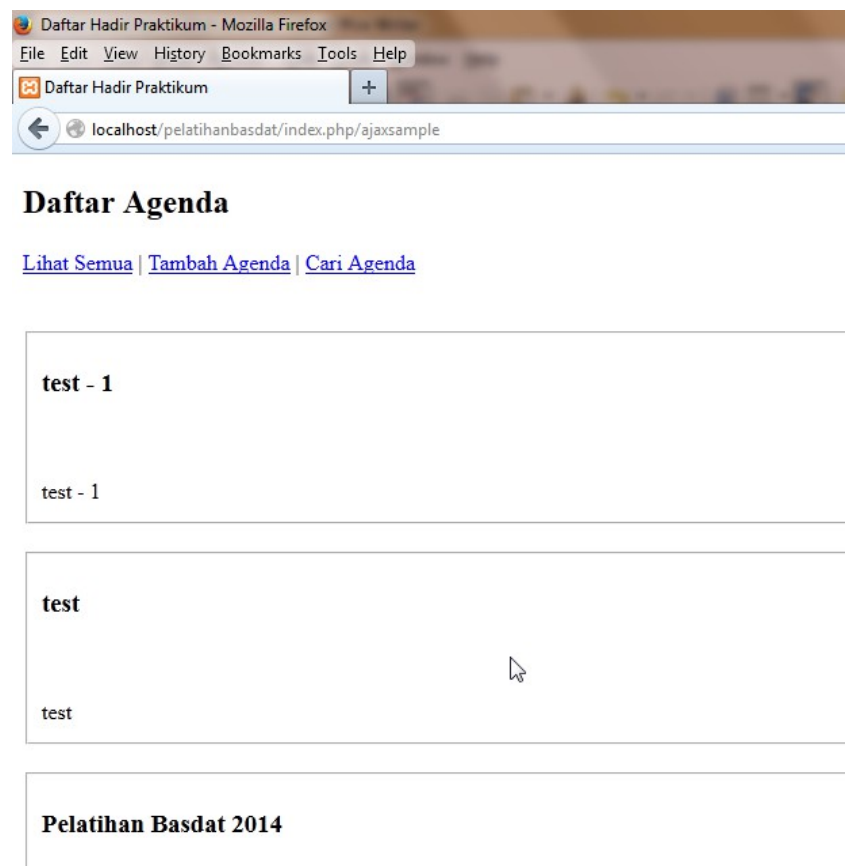 Daftar Hadir Praktikum - Mozilla Firefox
File Edit View History Bookmarks Tools Help
Daftar Hadir Praktikum +
localhost/pelatihanbasdat/index.php/ajaxsample
Daftar Agenda
Lihat Semua | Tambah Agenda | Cari Agenda
test - 1
test - 1
test
test
Pelatihan Basdat 2014